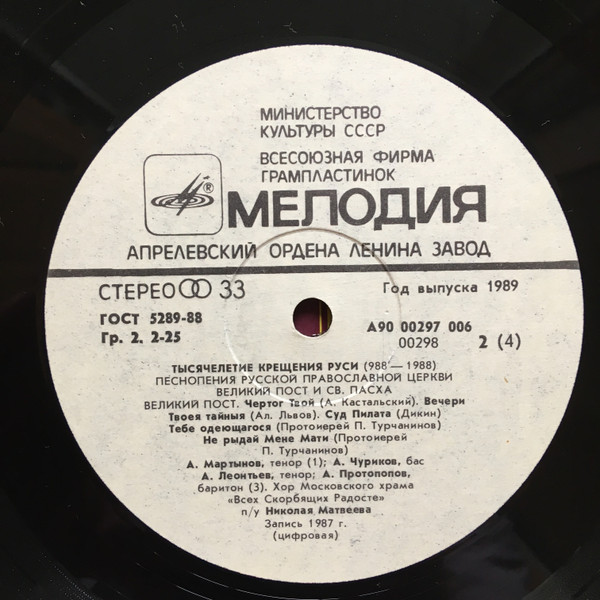 МИНИСТЕРСТВО
КУЛЬТУРЫ СССР
ВСЕСОЮЗНАЯ ФИРМА
ГРАМПЛАСТИНОК
®
МЕЛОДИЯ
АПРЕЛЕВСКИЙ ОРДЕНА ЛЕНИНА ЗАВОД
СТЕРЕО 33
Год выпуска 1989
ГОСТ 5289-88
Гр. 2. 2-25
А90 00297 006
00298 2 (4)
ТЫСЯЧЕЛЕТИЕ КРЕЩЕНИЯ РУСИ (988 — 1988)
ПЕСНОПЕНИЯ РУССКОЙ ПРАВОСЛАВНОЙ ЦЕРКВИ
ВЕЛИКИЙ ПОСТ И СВ. ПАСХА
ВЕЛИКИЙ ПОСТ. Чертог Твой (А. Кастальский). Вечери
Твоея тайныя (Ал. Львов). Суд Пилата (Дикин)
Тебе одеющагося (Протоиерей П. Турчанинов)
Не рыдай Мене Мати (Протоиерей
П. Турчанинов)
А. Мартынов, тенор (1); А. Чуриков, бас
А. Леонтьев, тенор; А. Протопопов,
баритон (3). Хор Московского храма
«Всех Скорбящих Радосте»
п/у Николая Матвеева
Запись 1987 г.
(цифровая)